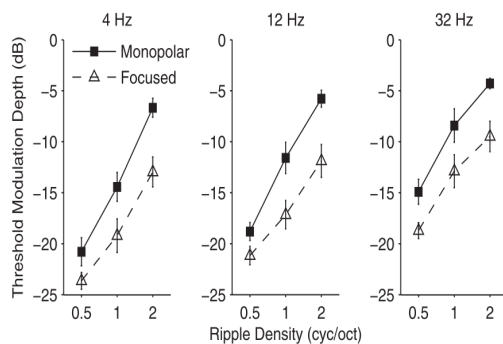 4 Hz
12 Hz
32 Hz
Threshold Modulation Depth (dB)
Monopolar
Focused
0
−5
−10
−15
−20
−25
0.5 1 2
0
−5
−10
−15
−20
−25
0.5 1 2
0
−5
−10
−15
−20
−25
0.5 1 2
Ripple Density (cyc/oct)